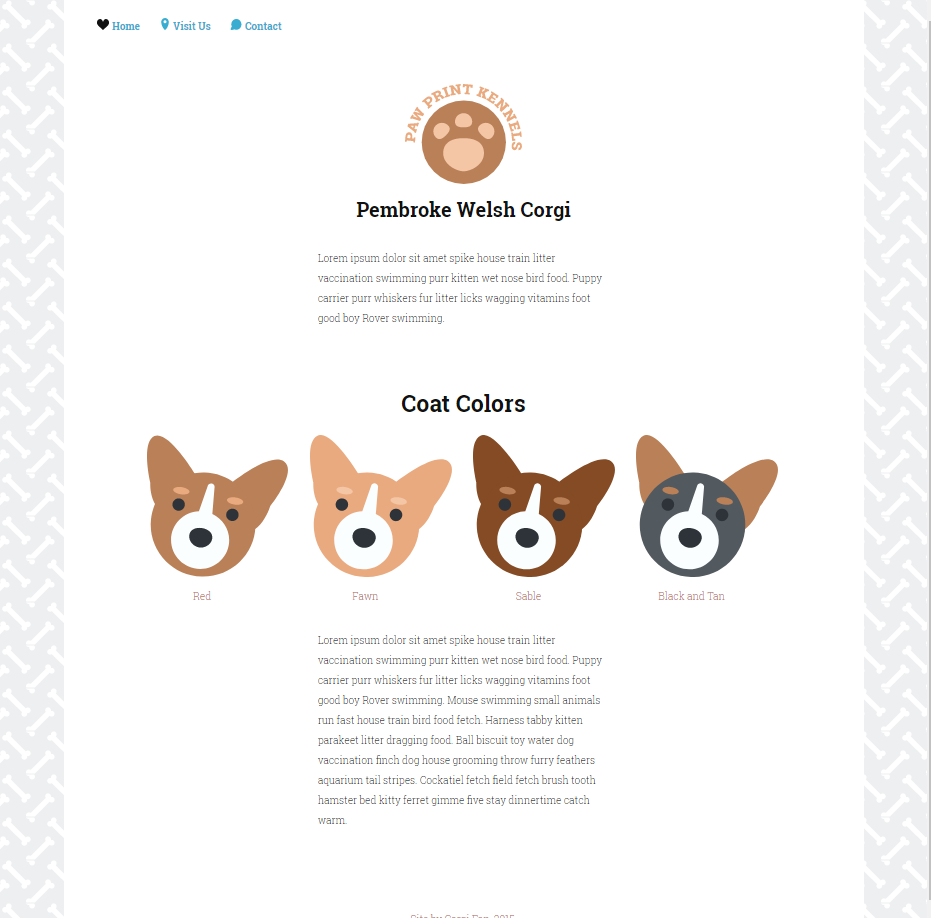 Home Visit Us Contact
PAW PRINT KENNELS
Pembroke Welsh Corgi
Lorem ipsum dolor sit amet spike house train litter
vaccination swimming purr kitten wet nose bird food. Puppy
carrier purr whiskers fur litter licks wagging vitamins foot
good boy Rover swimming.
Coat Colors
Red Fawn Sable Black and Tan
Lorem ipsum dolor sit amet spike house train litter
vaccination swimming purr kitten wet nose bird food. Puppy
carrier purr whiskers fur litter licks wagging vitamins foot
good boy Rover swimming. Mouse swimming small animals
run fast house train bird food fetch. Harness tabby kitten
parakeet litter dragging food. Ball biscuit toy water dog
vaccination finch dog house grooming throw furry feathers
aquarium tail stripes. Cockatiel fetch field fetch brush tooth
hamster bed kitty ferret gimme five stay dinnertime catch
warm.